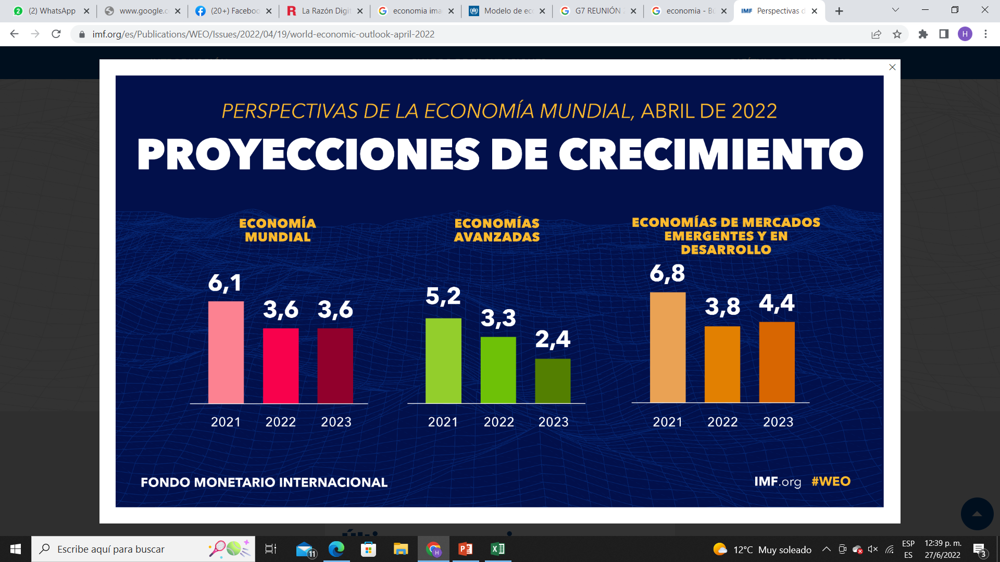 (2) WhatsApp
www.google.c
(20+) Faceboo
La Razón Digit
economia ima
Modelo de ec
G7 REUNIÓN
economia - Bú
IMF Perspectivas d
imf.org/es/Publications/WEO/Issues/2022/04/19/world-economic-outlook-april-2022
H
PERSPECTIVAS DE LA ECONOMÍA MUNDIAL, ABRIL DE 2022
PROYECCIONES DE CRECIMIENTO
ECONOMÍA
MUNDIAL
6,1
3,6
3,6
2021
2022
2023
ECONOMÍAS
AVANZADAS
5,2
3,3
2,4
2021
2022
2023
ECONOMÍAS DE MERCADOS
EMERGENTES Y EN
DESARROLLO
6,8
3,8
4,4
2021
2022
2023
FONDO MONETARIO INTERNACIONAL
IMF.org #WEO
Escribe aquí para buscar
11
12°C Muy soleado
ESP
ES
12:39 p. m.
27/6/2022
3